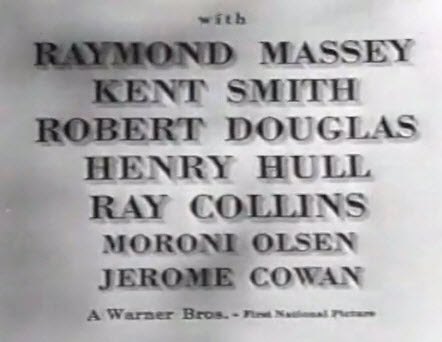 with
RAYMOND MASSEY
KENT SMITH
ROBERT DOUGLAS
HENRY HULL
RAY COLLINS
MORONI OLSEN
JEROME COWAN
A Warner Bros. - First National Picture